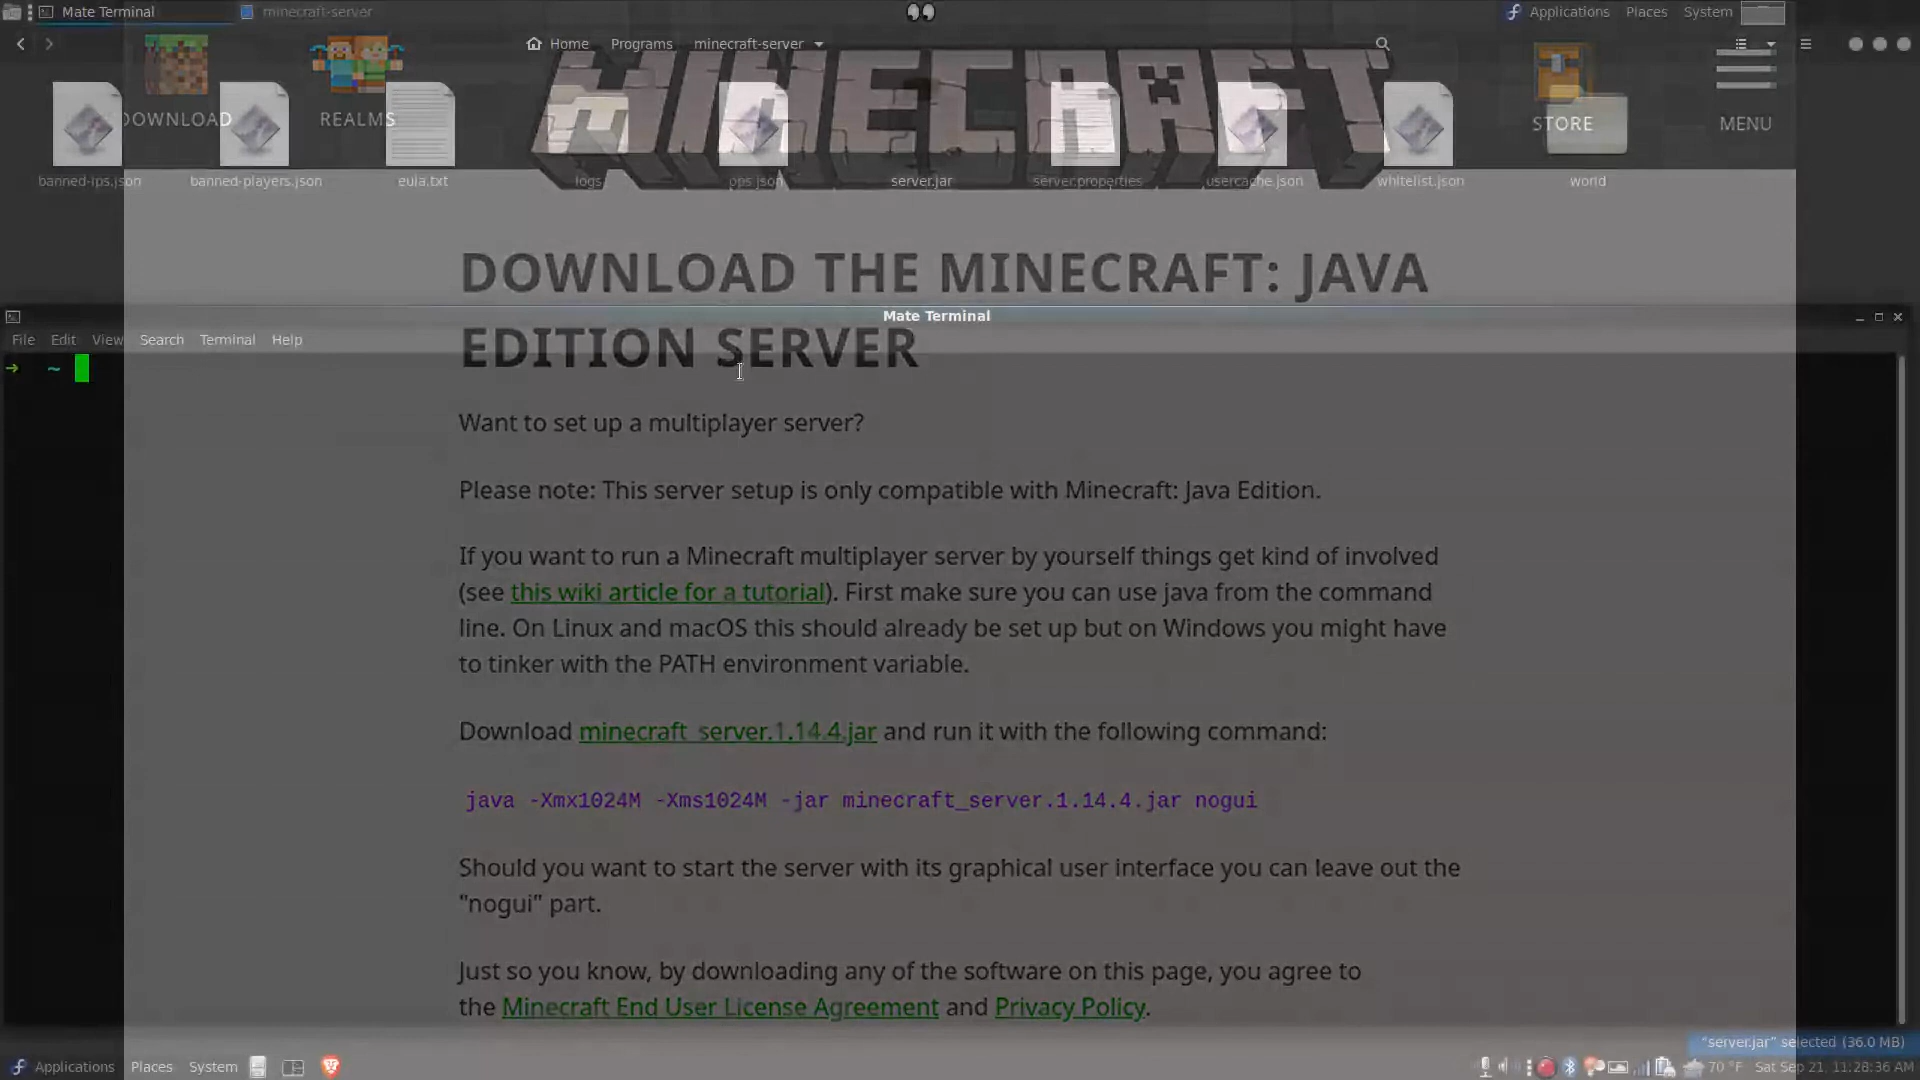 Mate Terminal
minecraft-server
Applications Places System
Home Programs minecraft-server
MINECRAFT
DOWNLOAD
REALMS
STORE
MENU
banned-ips.json
banned-players.json
eula.txt
logs
ops.json
server.jar
server.properties
usercache.json
whitelist.json
world
DOWNLOAD THE MINECRAFT: JAVA
EDITION SERVER
Mate Terminal
File Edit View Search Terminal Help
→ ~
Want to set up a multiplayer server?
Please note: This server setup is only compatible with Minecraft: Java Edition.
If you want to run a Minecraft multiplayer server by yourself things get kind of involved
(see this wiki article for a tutorial). First make sure you can use java from the command
line. On Linux and macOS this should already be set up but on Windows you might have
to tinker with the PATH environment variable.
Download minecraft_server.1.14.4.jar and run it with the following command:
java -Xmx1024M -Xms1024M -jar minecraft_server.1.14.4.jar nogui
Should you want to start the server with its graphical user interface you can leave out the
"nogui" part.
Just so you know, by downloading any of the software on this page, you agree to
the Minecraft End User License Agreement and Privacy Policy.
"server.jar" selected (36.0 MB)
Applications Places System
70 °F Sat Sep 21, 11:28:36 AM